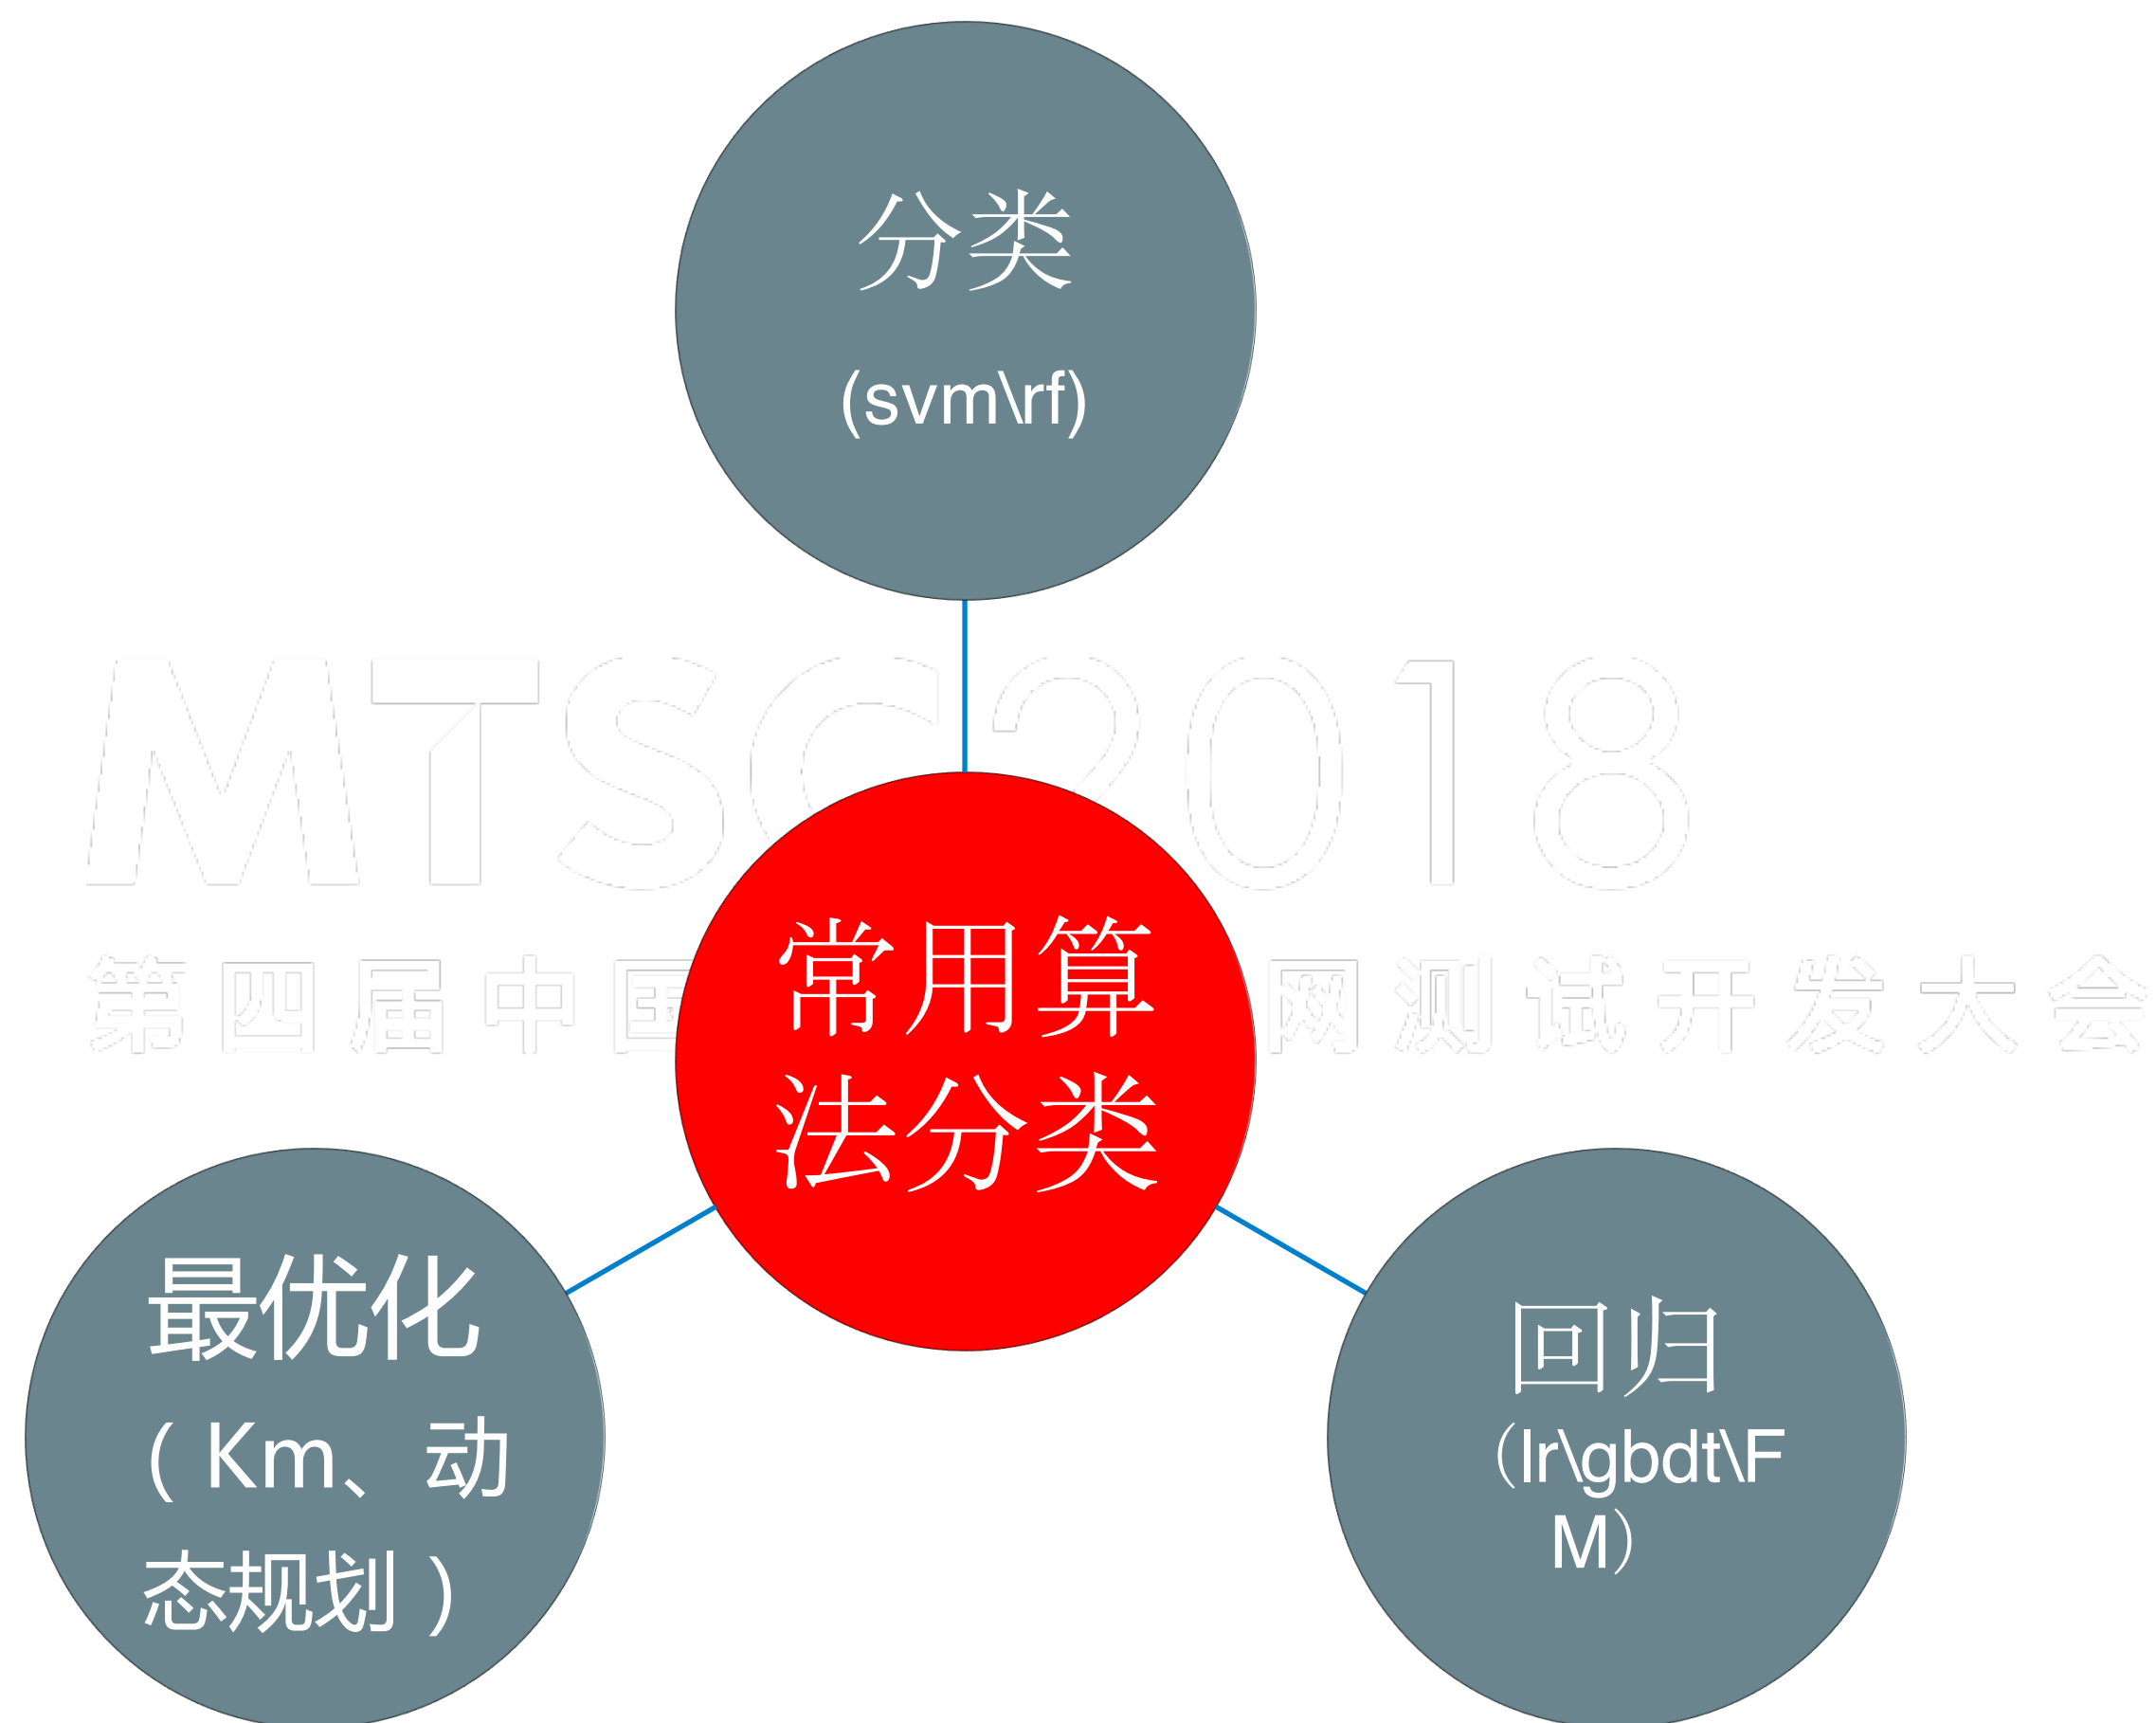 分类
(svm\rf)
MTSC2018
常用算
法分类
第四届中国
网测试开发大会
最优化
（Km、动
态规划）
回归
（lr\gbdt\F
M）